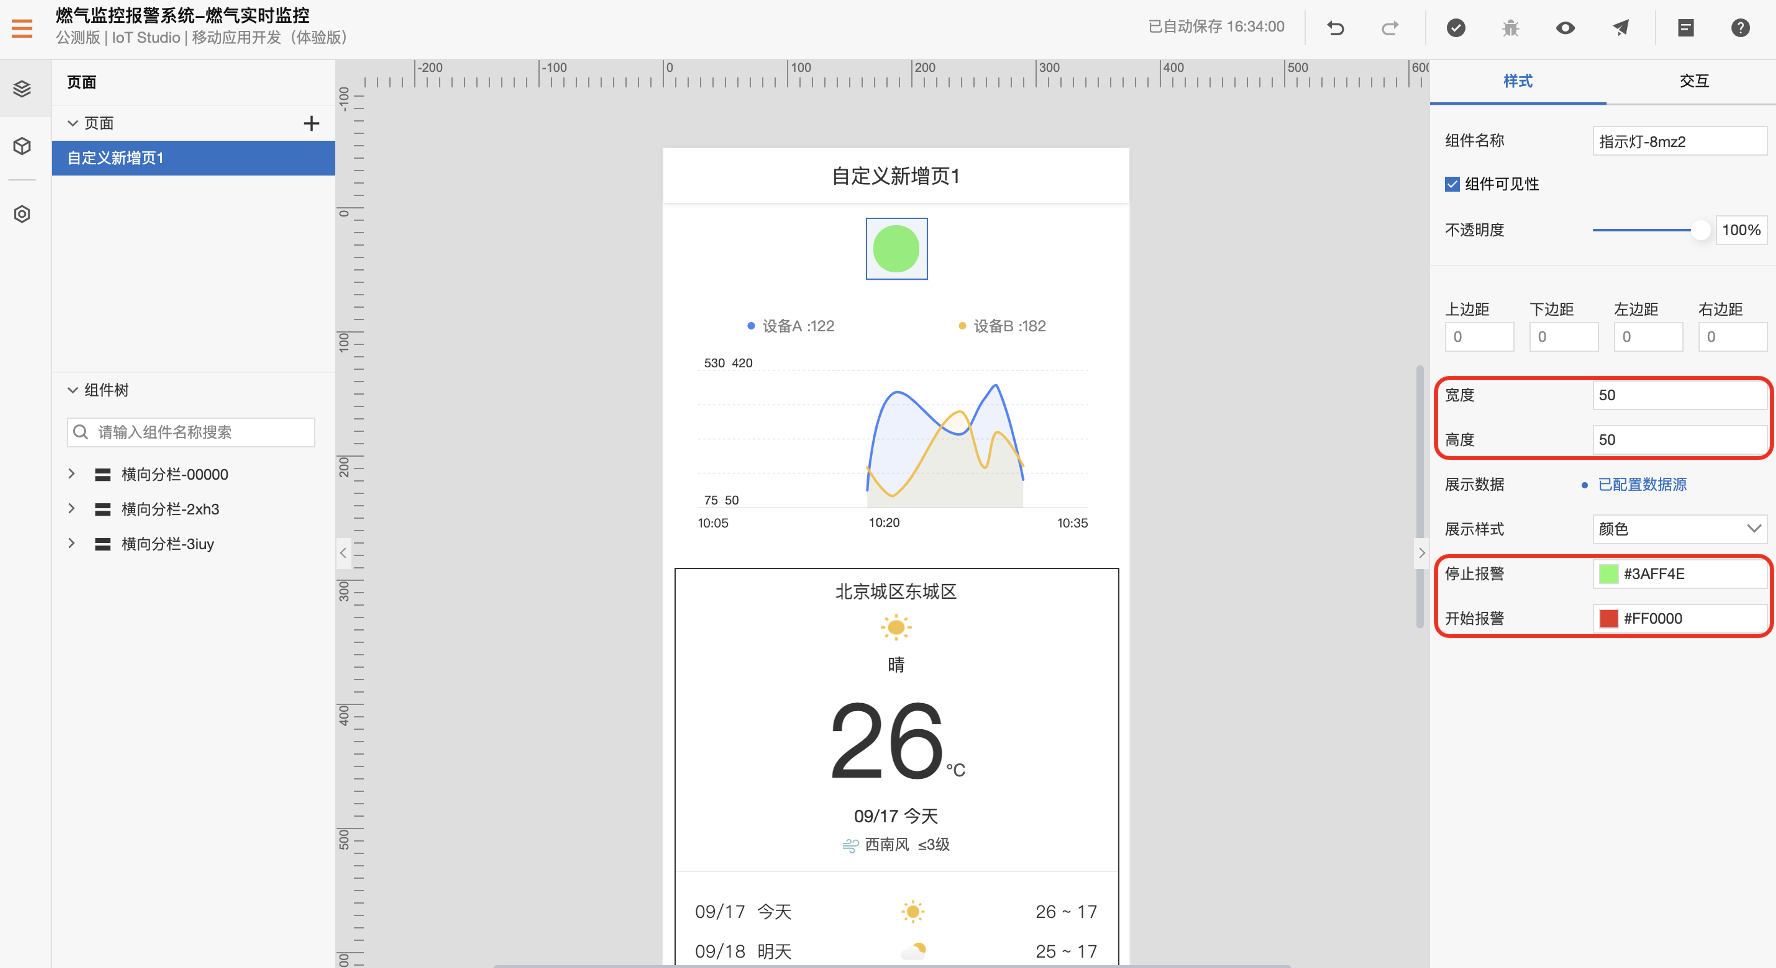 燃气监控报警系统-燃气实时监控
公测版 | IoT Studio | 移动应用开发（体验版）
已自动保存 16:34:00
页面
页面
自定义新增页1
组件树
请输入组件名称搜索
横向分栏-00000
横向分栏-2xh3
横向分栏-3iuy
-200 -100 0 100 200 300 400 500 600
-100
0
100
200
300
400
500
自定义新增页1
设备A :122 设备B :182
530 420
75 50
10:05 10:20 10:35
北京城区东城区
晴
26°C
09/17 今天
西南风 ≤3级
09/17 今天 26 ~ 17
09/18 明天 25 ~ 17
样式 交互
组件名称 指示灯-8mz2
组件可见性
不透明度 100%
上边距 下边距 左边距 右边距
0 0 0 0
宽度 50
高度 50
展示数据 已配置数据源
展示样式 颜色
停止报警 #3AFF4E
开始报警 #FF0000